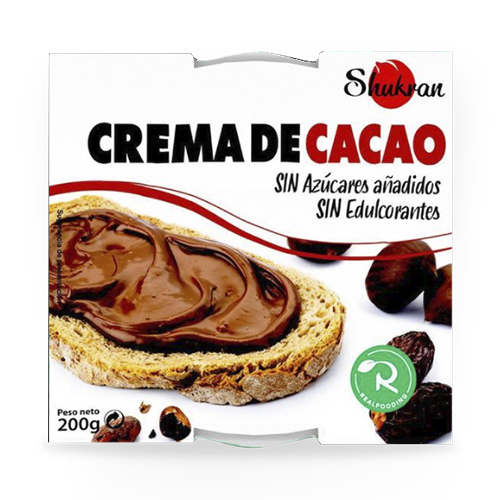 Shukran
CREMA DE CACAO
SIN Azúcares añadidos
SIN Edulcorantes
Peso neto
200g
R
REALFOODING